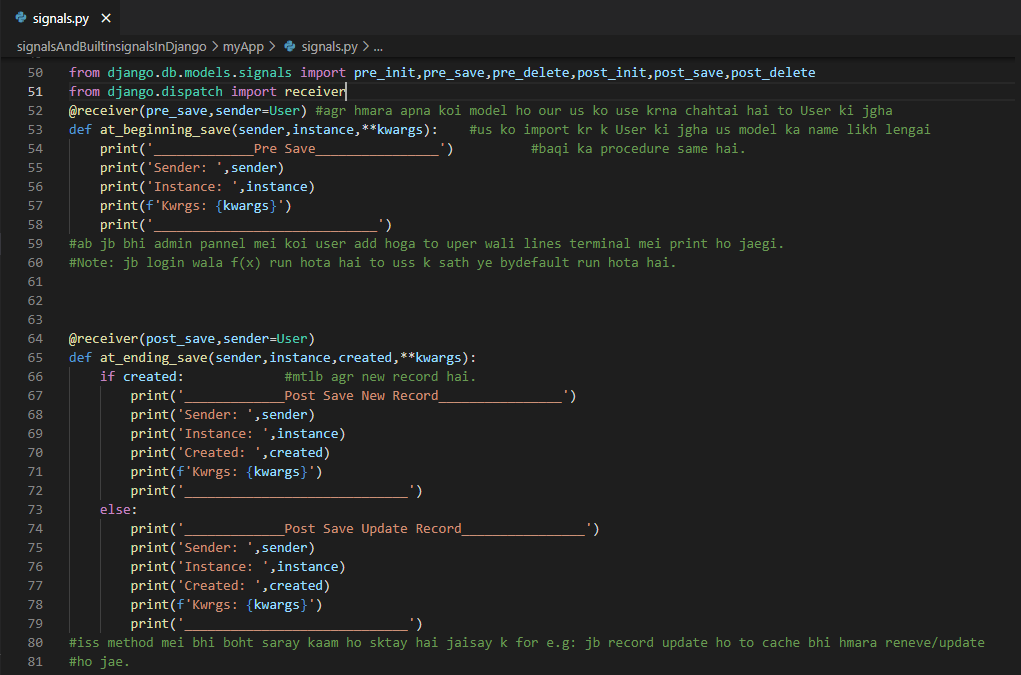 signals.py ×
signalsAndBuiltinsignalsInDjango > myApp > signals.py > ...
50 from django.db.models.signals import pre_init,pre_save,pre_delete,post_init,post_save,post_delete
51 from django.dispatch import receiver
52 @receiver(pre_save,sender=User) #agr hmara apna koi model ho our us ko use krna chahtai hai to User ki jgha
53 def at_beginning_save(sender,instance,**kwargs):    #us ko import kr k User ki jgha us model ka name likh lengai
54     print('_____________Pre Save________________')          #baqi ka procedure same hai.
55     print('Sender: ',sender)
56     print('Instance: ',instance)
57     print(f'Kwrgs: {kwargs}')
58     print('_____________________________')
59 #ab jb bhi admin pannel mei koi user add hoga to uper wali lines terminal mei print ho jaegi.
60 #Note: jb login wala f(x) run hota hai to uss k sath ye bydefault run hota hai.
61
62
63
64 @receiver(post_save,sender=User)
65 def at_ending_save(sender,instance,created,**kwargs):
66     if created:             #mtlb agr new record hai.
67         print('_____________Post Save New Record________________')
68         print('Sender: ',sender)
69         print('Instance: ',instance)
70         print('Created: ',created)
71         print(f'Kwrgs: {kwargs}')
72         print('_____________________________')
73     else:
74         print('_____________Post Save Update Record________________')
75         print('Sender: ',sender)
76         print('Instance: ',instance)
77         print('Created: ',created)
78         print(f'Kwrgs: {kwargs}')
79         print('_____________________________')
80 #iss method mei bhi boht saray kaam ho sktay hai jaisay k for e.g: jb record update ho to cache bhi hmara reneve/update
81 #ho jae.